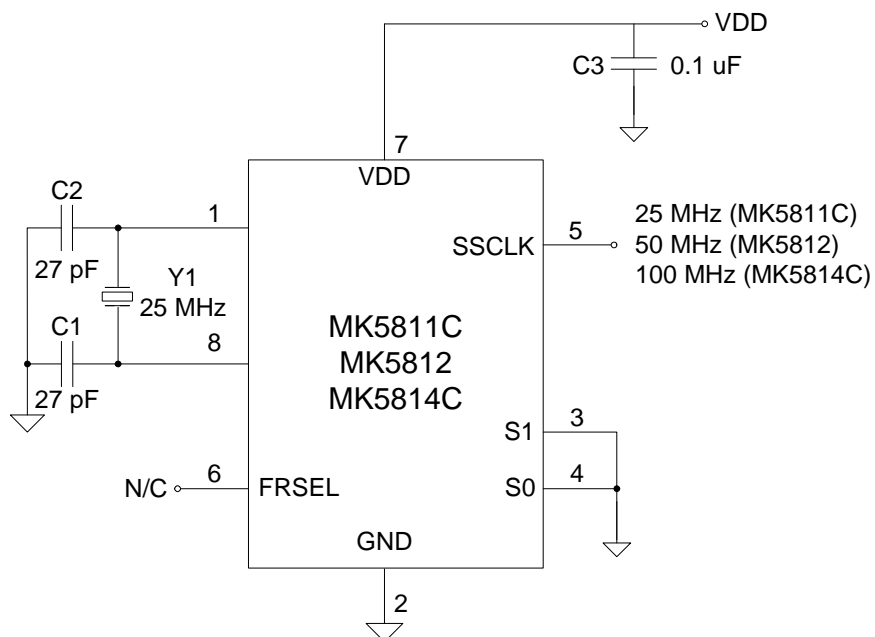 VDD
C3
0.1 uF
7
VDD
C2
1
27 pF
Y1
25 MHz
C1
8
27 pF
SSCLK
5
25 MHz (MK5811C)
50 MHz (MK5812)
100 MHz (MK5814C)
MK5811C
MK5812
MK5814C
S1
3
N/C
6
FRSEL
S0
4
GND
2